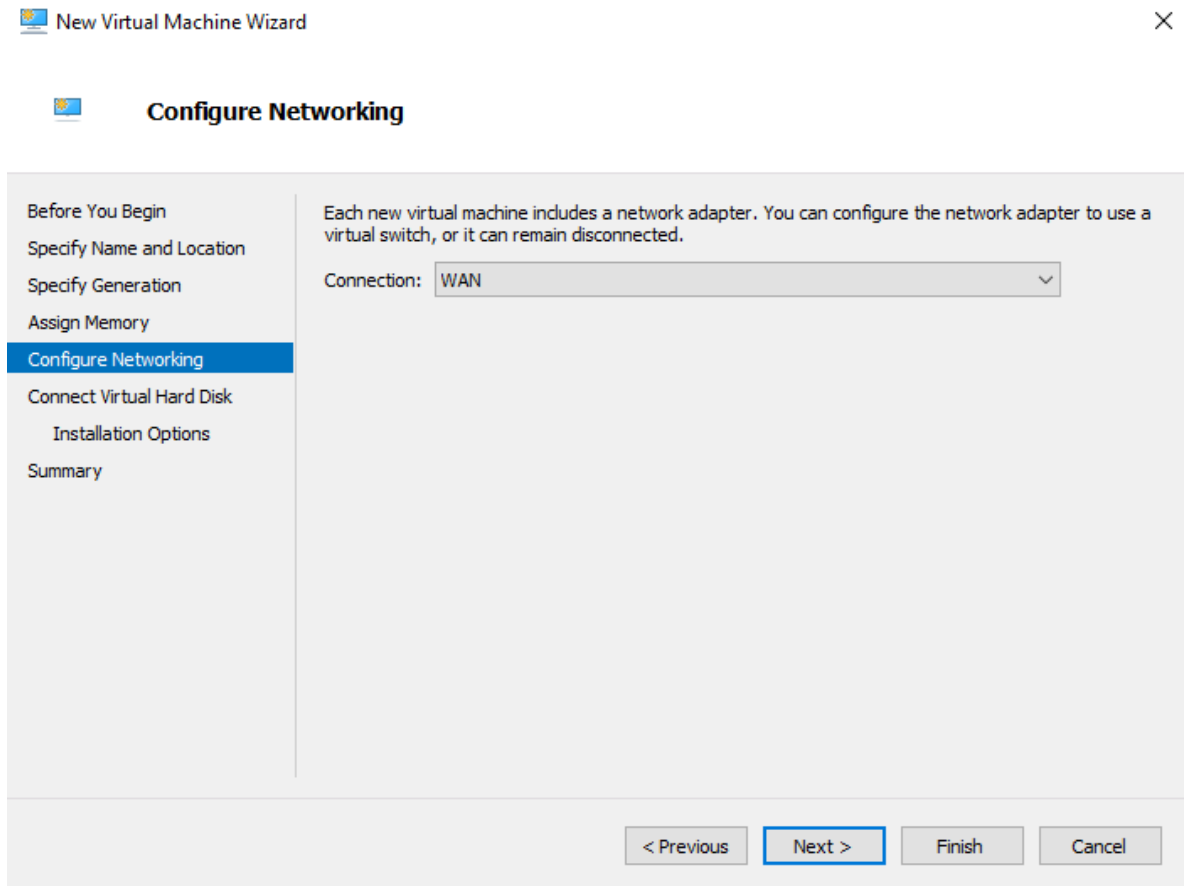 New Virtual Machine Wizard
Configure Networking
Before You Begin
Specify Name and Location
Specify Generation
Assign Memory
Configure Networking
Connect Virtual Hard Disk
Installation Options
Summary
Each new virtual machine includes a network adapter. You can configure the network adapter to use a
virtual switch, or it can remain disconnected.
Connection: WAN
< Previous Next > Finish Cancel